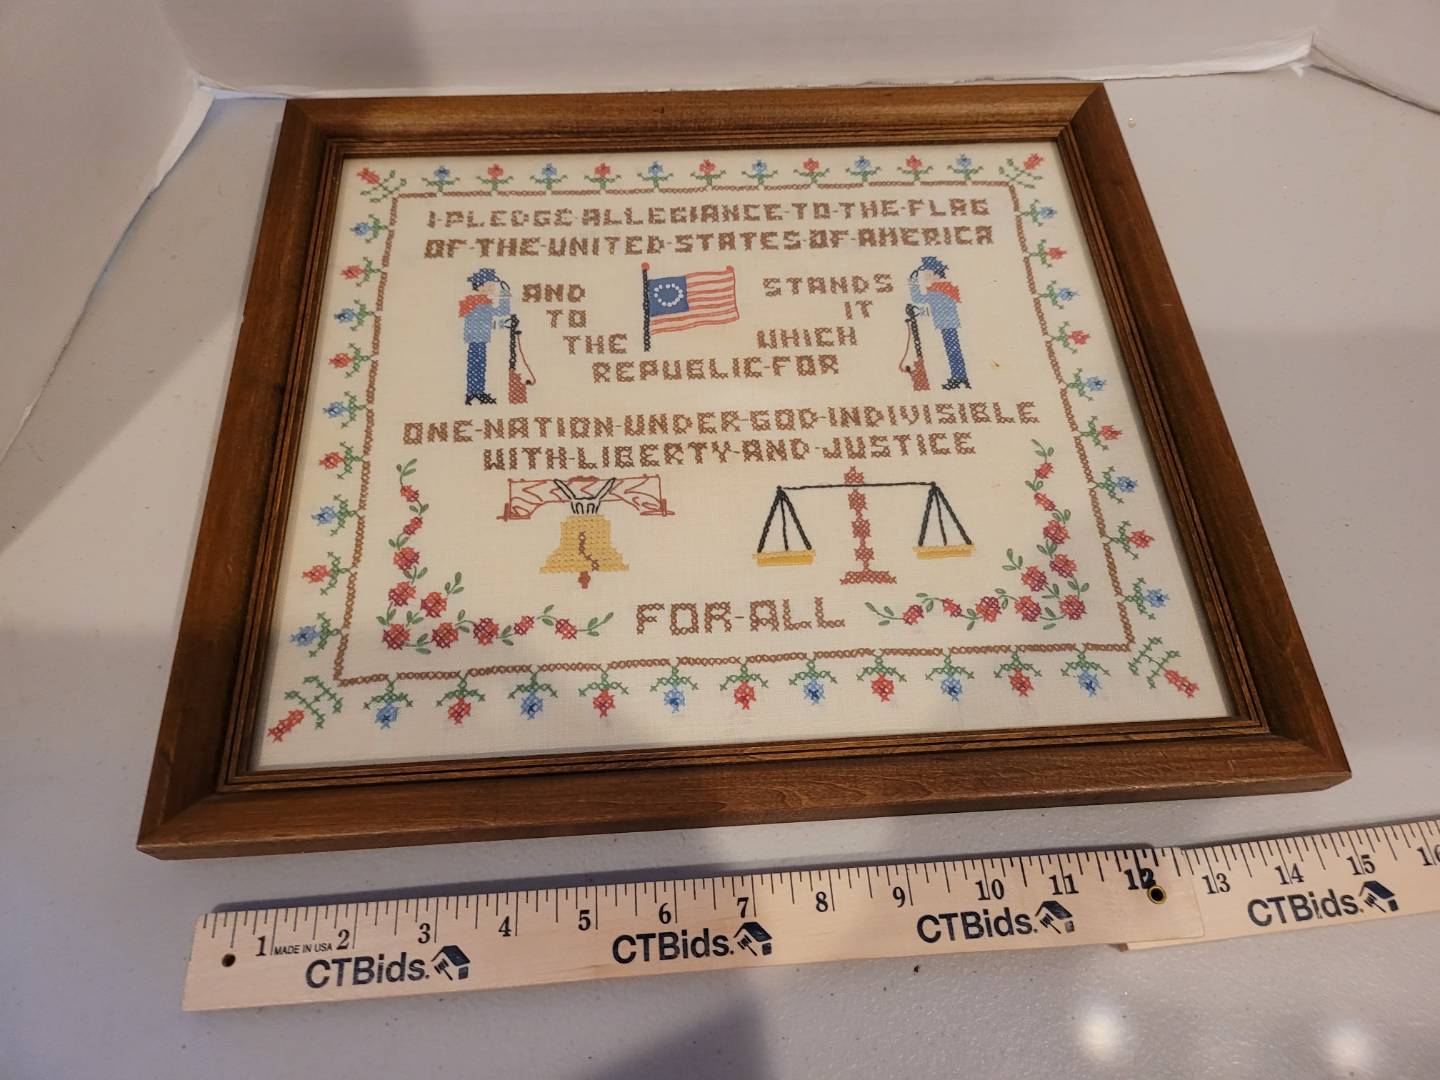 I·PLEDGE·ALLEGIANCE·TO·THE·FLAG
OF·THE·UNITED·STATES·OF·AMERICA
AND
TO
THE
REPUBLIC·FOR
WHICH
IT
STANDS
ONE·NATION·UNDER·GOD·INDIVISIBLE
WITH·LIBERTY·AND·JUSTICE
FOR·ALL
1 2 3 4 5 6 7 8 9 10 11 12 13 14 15 16
MADE IN USA
CTBids. CTBids. CTBids. CTBids.